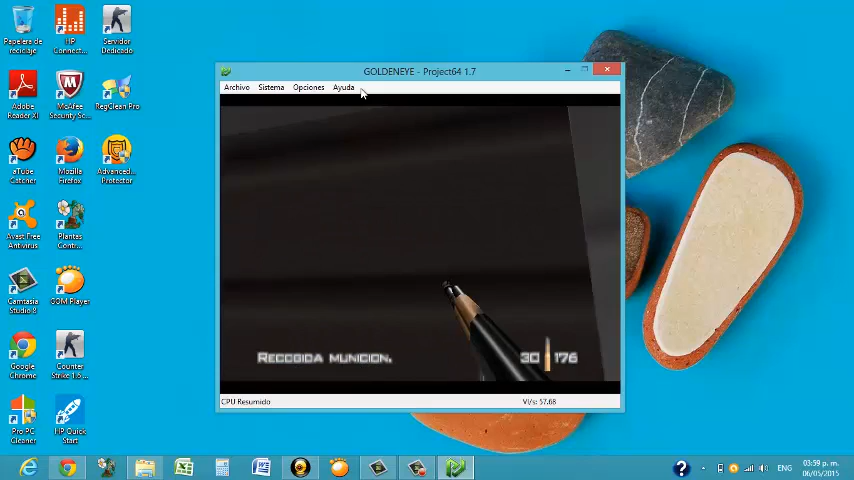 Papelera de
reciclaje
HP
Connect...
Servidor
Dedicado
Adobe
Reader XI
McAfee
Security Sc...
RegClean Pro
aTube
Catcher
Mozilla
Firefox
Advanced...
Protector
Avast Free
Antivirus
Plantas
Contr...
Camtasia
Studio 8
GOM Player
Google
Chrome
Counter
Strike 1.6 ...
Pro PC
Cleaner
HP Quick
Start
GOLDENEYE - Project64 1.7
Archivo Sistema Opciones Ayuda
RECOGIDA MUNICION.
30 176
CPU Resumido
VI/s: 57.68
ENG
03:59 p. m.
06/05/2015